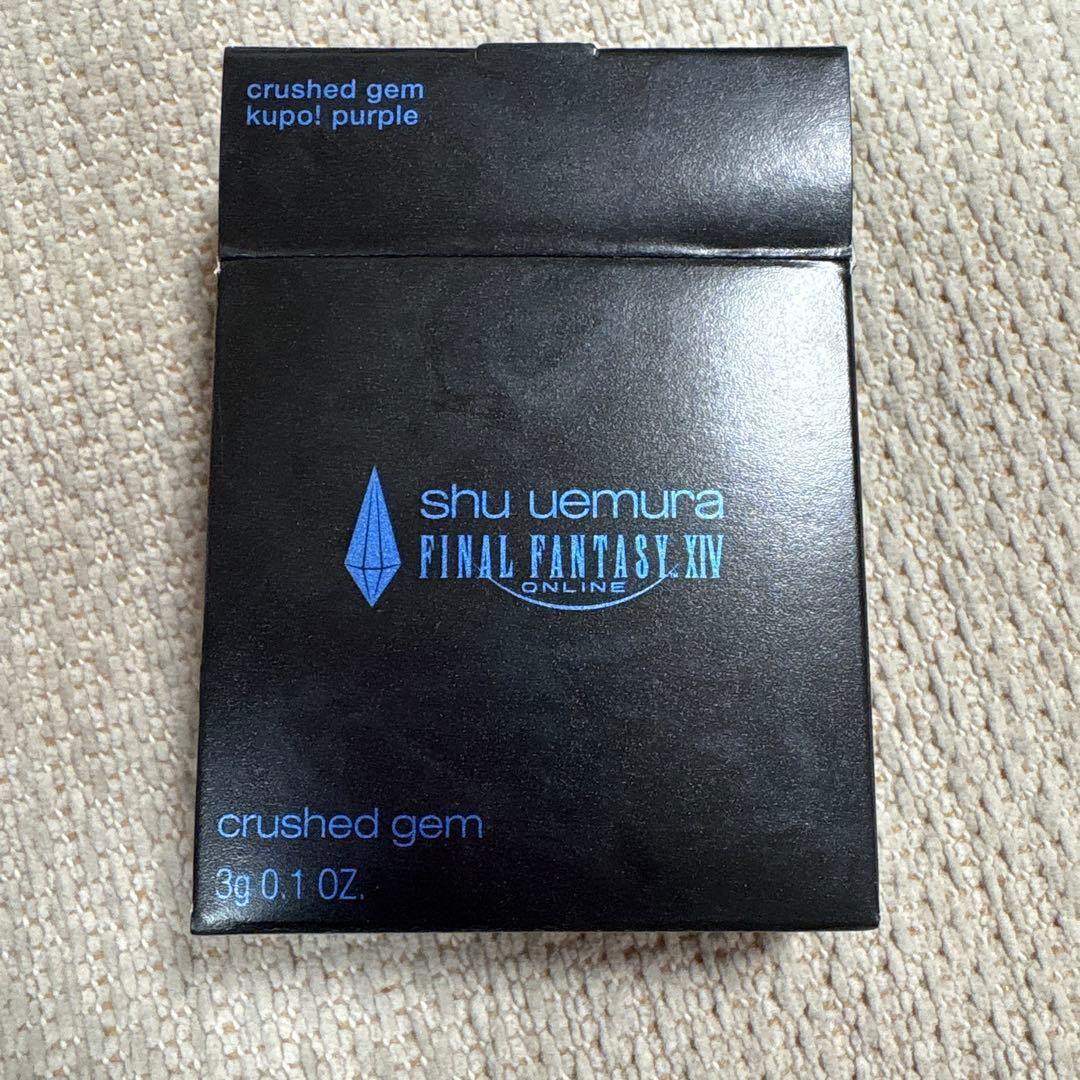 crushed gem
kupo! purple
shu uemura
FINAL FANTASY XIV
ONLINE
crushed gem
3g 0.1 OZ.